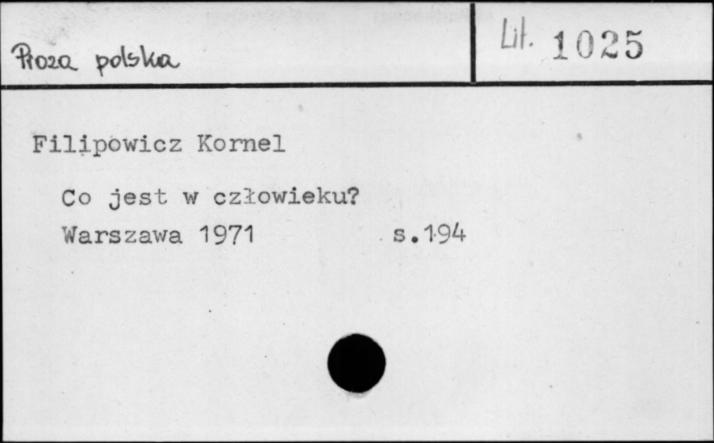 Proza polska
Lit. 1025
Filipowicz Kornel
Co jest w człowieku?
Warszawa 1971 s.194